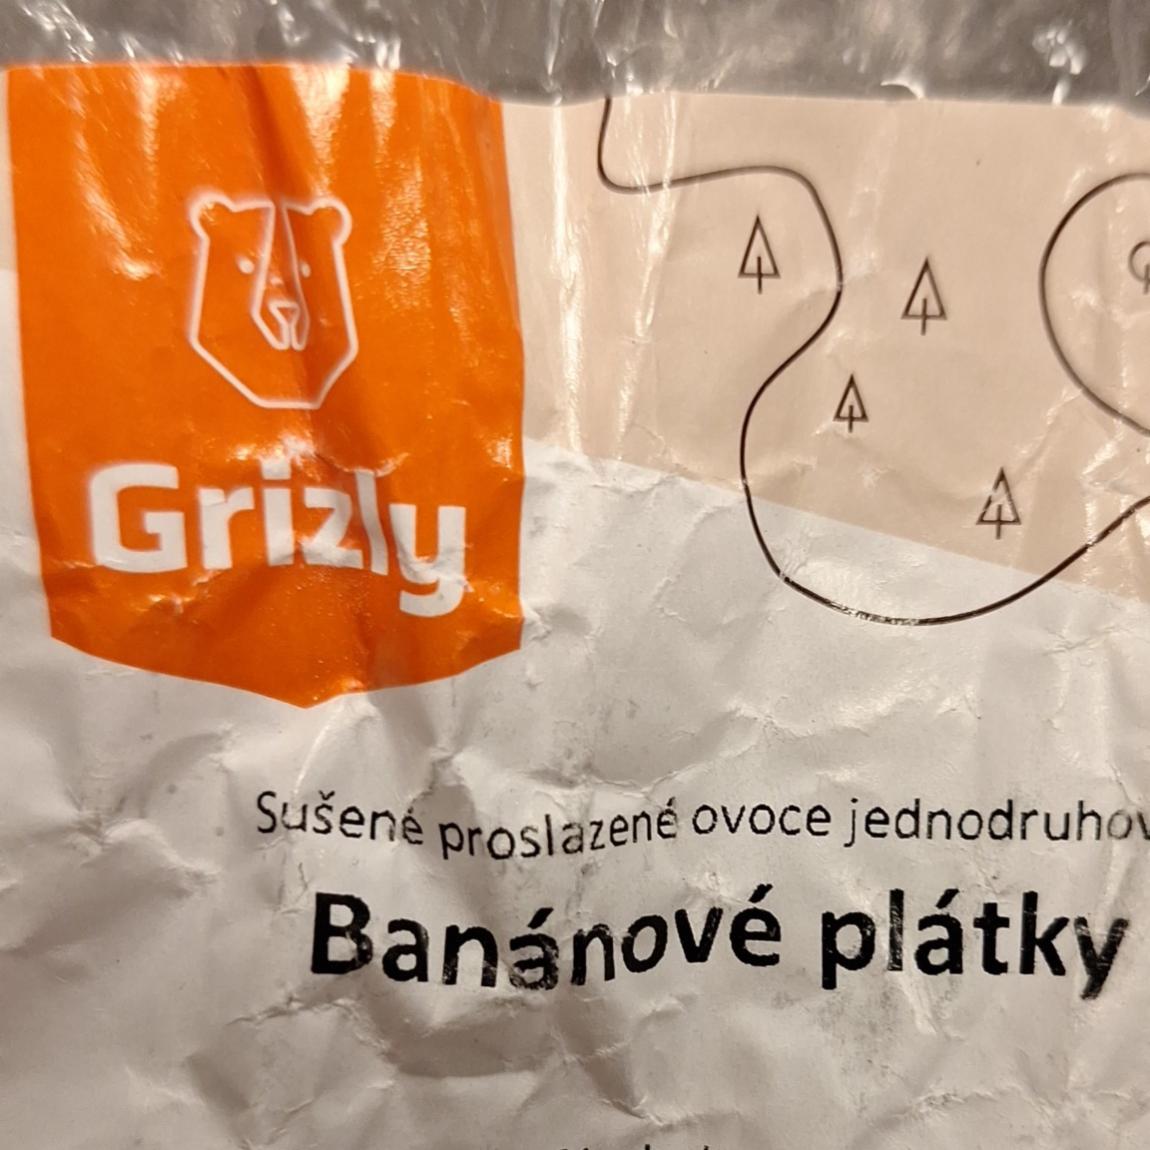 Grizly
Sušené proslazené ovoce jednodruhov
Banánové plátky